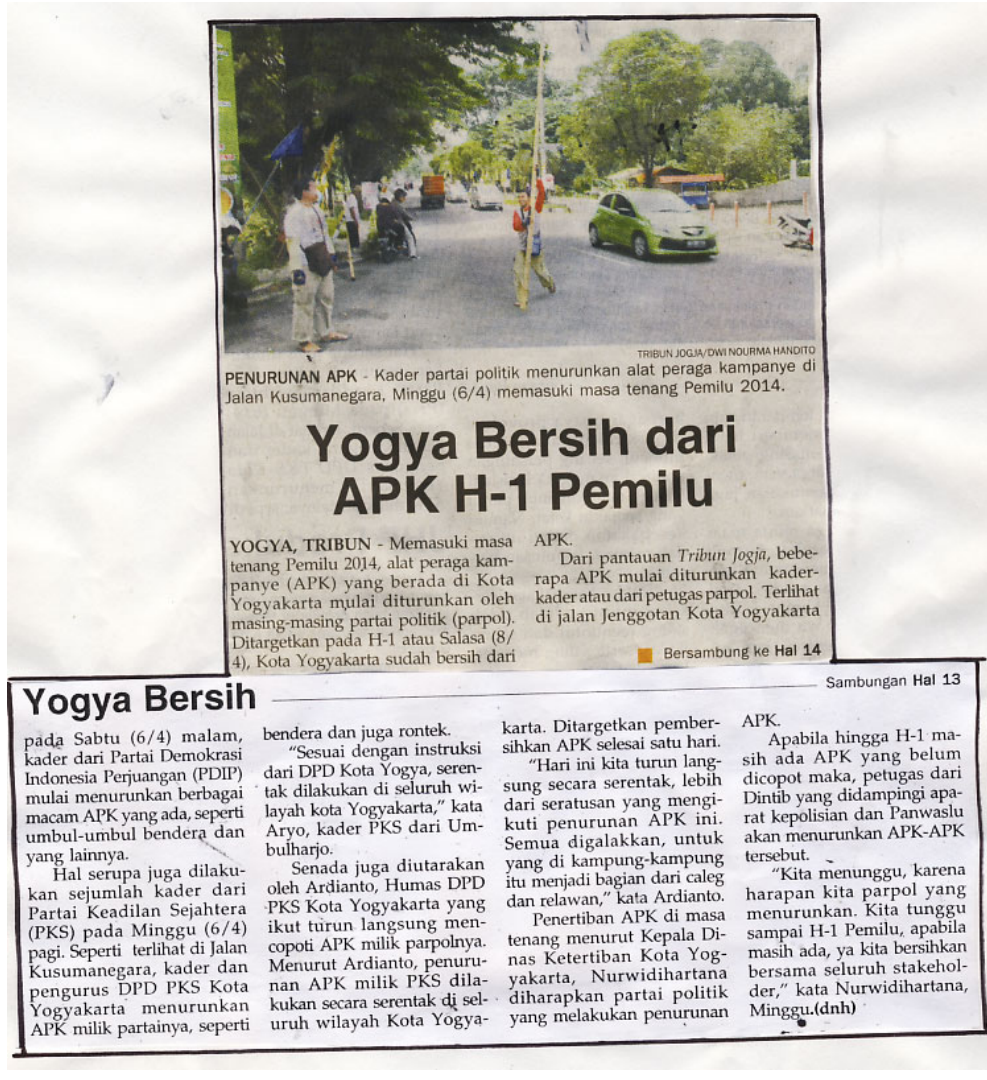 TRIBUN JOGJA/DWI NOURMA HANDITO
PENURUNAN APK - Kader partai politik menurunkan alat peraga kampanye di
Jalan Kusumanegara, Minggu (6/4) memasuki masa tenang Pemilu 2014.
Yogya Bersih dari
APK H-1 Pemilu
YOGYA, TRIBUN - Memasuki masa
tenang Pemilu 2014, alat peraga kam-
panye (APK) yang berada di Kota
Yogyakarta mulai diturunkan oleh
masing-masing partai politik (parpol).
Ditargetkan pada H-1 atau Salasa (8/
4), Kota Yogyakarta sudah bersih dari
APK.
Dari pantauan Tribun Jogja, bebe-
rapa APK mulai diturunkan kader-
kader atau dari petugas parpol. Terlihat
di jalan Jenggotan Kota Yogyakarta
Bersambung ke Hal 14
Yogya Bersih
Sambungan Hal 13
pada Sabtu (6/4) malam,
kader dari Partai Demokrasi
Indonesia Perjuangan (PDIP)
mulai menurunkan berbagai
macam APK yang ada, seperti
umbul-umbul bendera dan
yang lainnya.
Hal serupa juga dilaku-
kan sejumlah kader dari
Partai Keadilan Sejahtera
(PKS) pada Minggu (6/4)
pagi. Seperti terlihat di Jalan
Kusumanegara, kader dan
pengurus DPD PKS Kota
Yogyakarta menurunkan
APK milik partainya, seperti
bendera dan juga rontek.
"Sesuai dengan instruksi
dari DPD Kota Yogya, seren-
tak dilakukan di seluruh wi-
layah kota Yogyakarta," kata
Aryo, kader PKS dari Um-
bulharjo.
Senada juga diutarakan
oleh Ardianto, Humas DPD
PKS Kota Yogyakarta yang
ikut turun langsung men-
copoti APK milik parpolnya.
Menurut Ardianto, penuru-
nan APK milik PKS dila-
kukan secara serentak di sel-
uruh wilayah Kota Yogya-
karta. Ditargetkan pember-
sihkan APK selesai satu hari.
"Hari ini kita turun lang-
sung secara serentak, lebih
dari seratusan yang mengi-
kuti penurunan APK ini.
Semua digalakkan, untuk
yang di kampung-kampung
itu menjadi bagian dari caleg
dan relawan," kata Ardianto.
Penertiban APK di masa
tenang menurut Kepala Di-
nas Ketertiban Kota Yog-
yakarta, Nurwidihartana
diharapkan partai politik
yang melakukan penurunan
APK.
Apabila hingga H-1 ma-
sih ada APK yang belum
dicopot maka, petugas dari
Dintib yang didampingi apa-
rat kepolisian dan Panwaslu
akan menurunkan APK-APK
tersebut.
"Kita menunggu, karena
harapan kita parpol yang
menurunkan. Kita tunggu
sampai H-1 Pemilu, apabila
masih ada, ya kita bersihkan
bersama seluruh stakehol-
der," kata Nurwidihartana,
Minggu.(dnh)